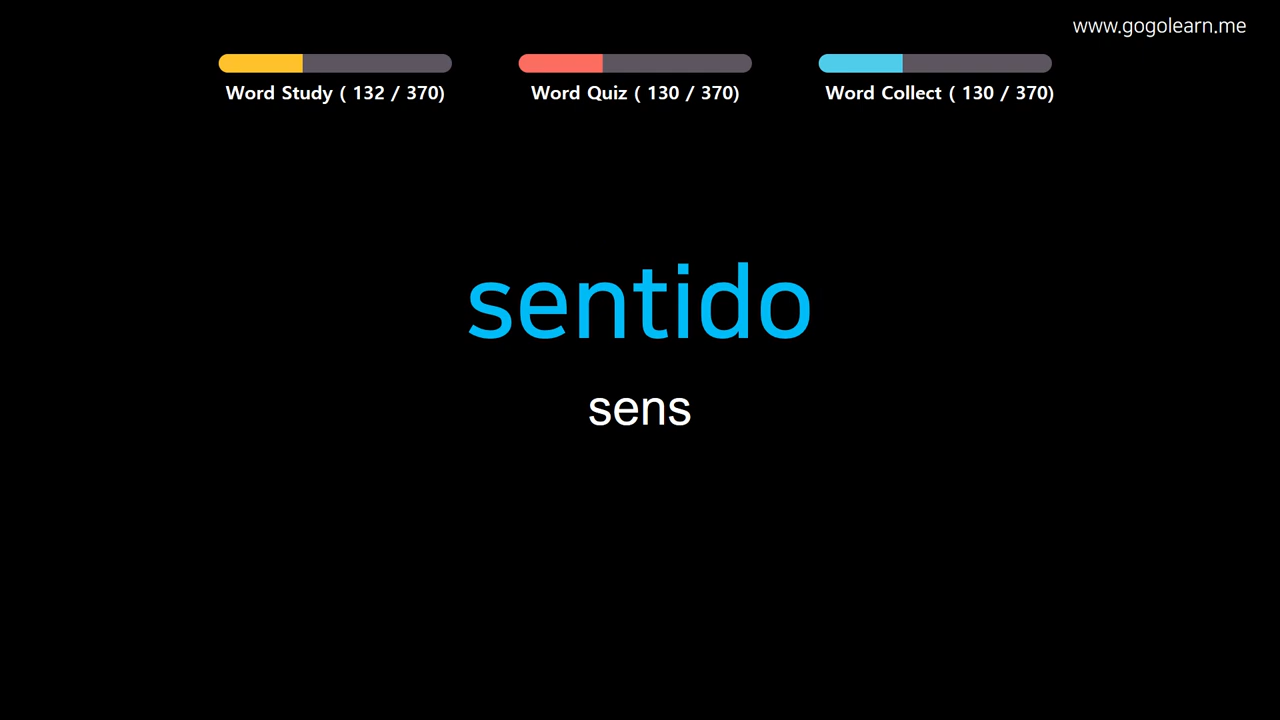 www.gogolearn.me
Word Study ( 132 / 370)
Word Quiz ( 130 / 370)
Word Collect ( 130 / 370)
sentido
sens